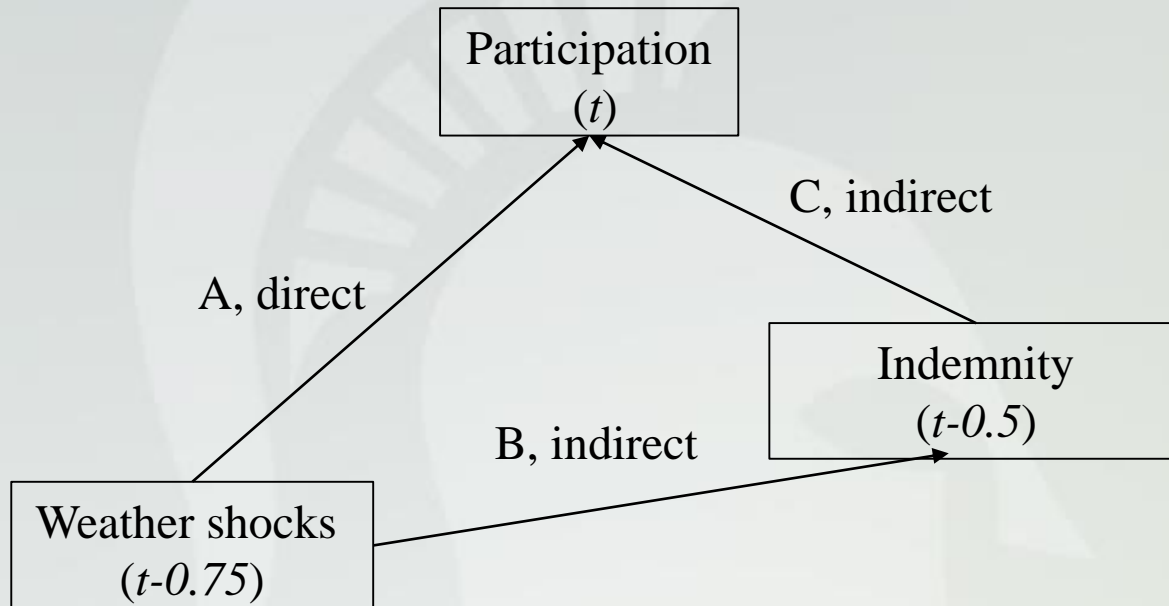 Participation
(t)
C, indirect
A, direct
Indemnity
(t-0.5)
B, indirect
Weather shocks
(t-0.75)